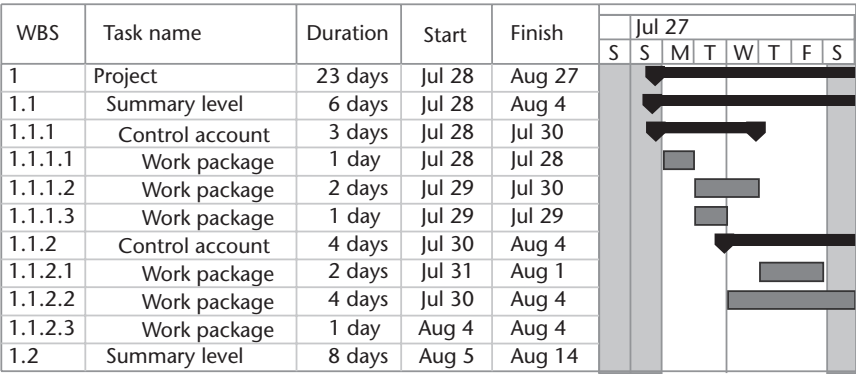 WBS Task name Duration Start Finish Jul 27
S S M T W T F S
1 Project 23 days Jul 28 Aug 27
1.1 Summary level 6 days Jul 28 Aug 4
1.1.1 Control account 3 days Jul 28 Jul 30
1.1.1.1 Work package 1 day Jul 28 Jul 28
1.1.1.2 Work package 2 days Jul 29 Jul 30
1.1.1.3 Work package 1 day Jul 29 Jul 29
1.1.2 Control account 4 days Jul 30 Aug 4
1.1.2.1 Work package 2 days Jul 31 Aug 1
1.1.2.2 Work package 4 days Jul 30 Aug 4
1.1.2.3 Work package 1 day Aug 4 Aug 4
1.2 Summary level 8 days Aug 5 Aug 14